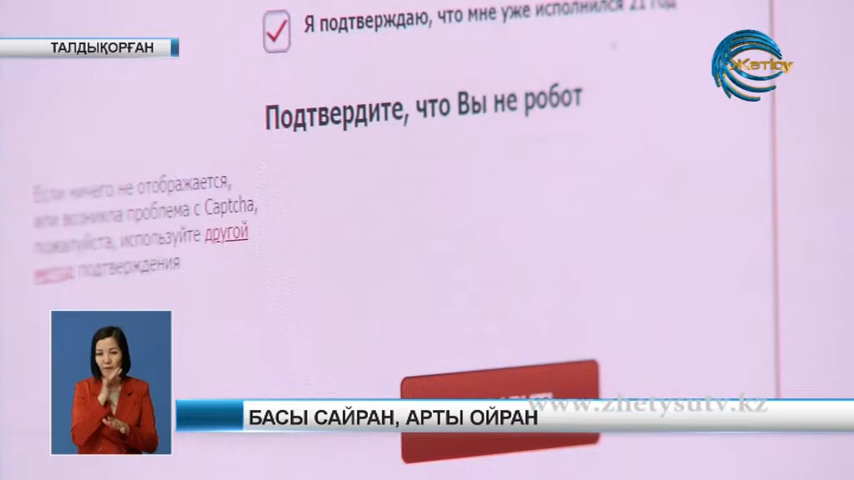 ТАЛДЫҚОРҒАН
Я подтверждаю, что мне уже исполнился 21 год
Жетісу
Подтвердите, что Вы не робот
Если ничего не отображается,
или возникла проблема с Captcha,
пожалуйста, используйте другой
метод подтверждения
www.zhetysutv.kz
БАСЫ САЙРАН, АРТЫ ОЙРАН